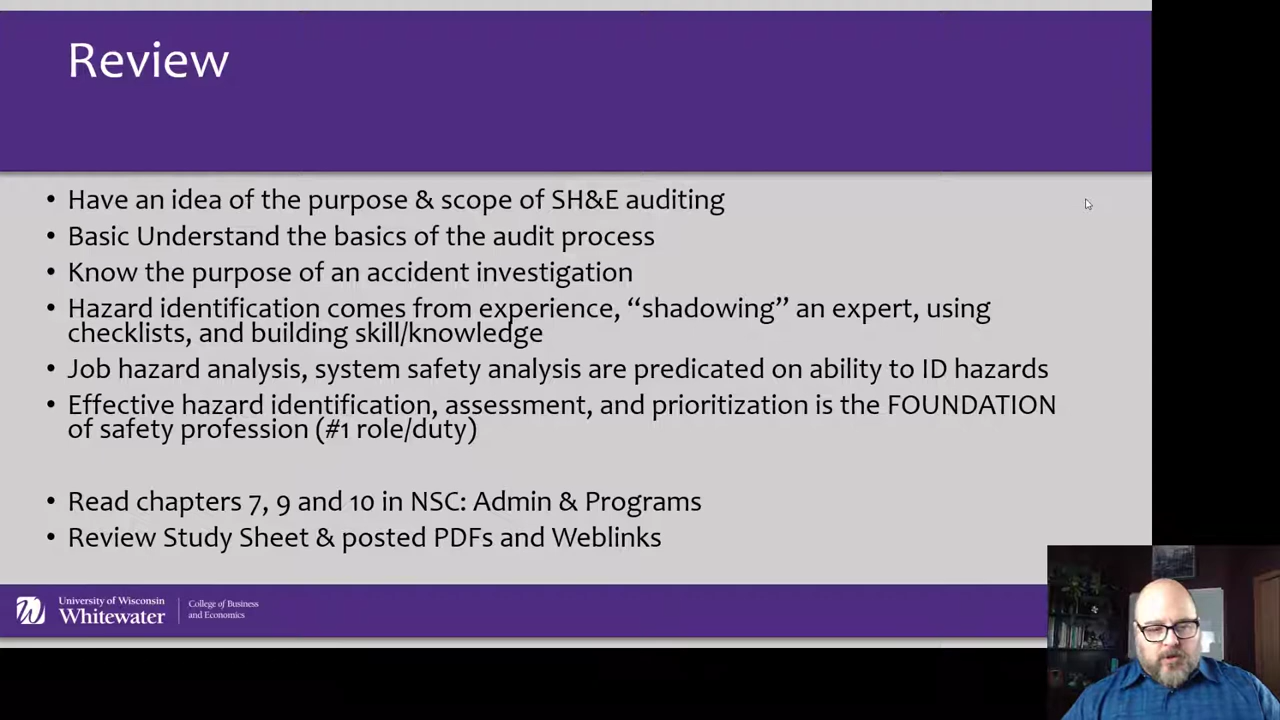 Review
• Have an idea of the purpose & scope of SH&E auditing
• Basic Understand the basics of the audit process
• Know the purpose of an accident investigation
• Hazard identification comes from experience, “shadowing” an expert, using
checklists, and building skill/knowledge
• Job hazard analysis, system safety analysis are predicated on ability to ID hazards
• Effective hazard identification, assessment, and prioritization is the FOUNDATION
of safety profession (#1 role/duty)
• Read chapters 7, 9 and 10 in NSC: Admin & Programs
• Review Study Sheet & posted PDFs and Weblinks
University of Wisconsin
Whitewater
College of Business
and Economics